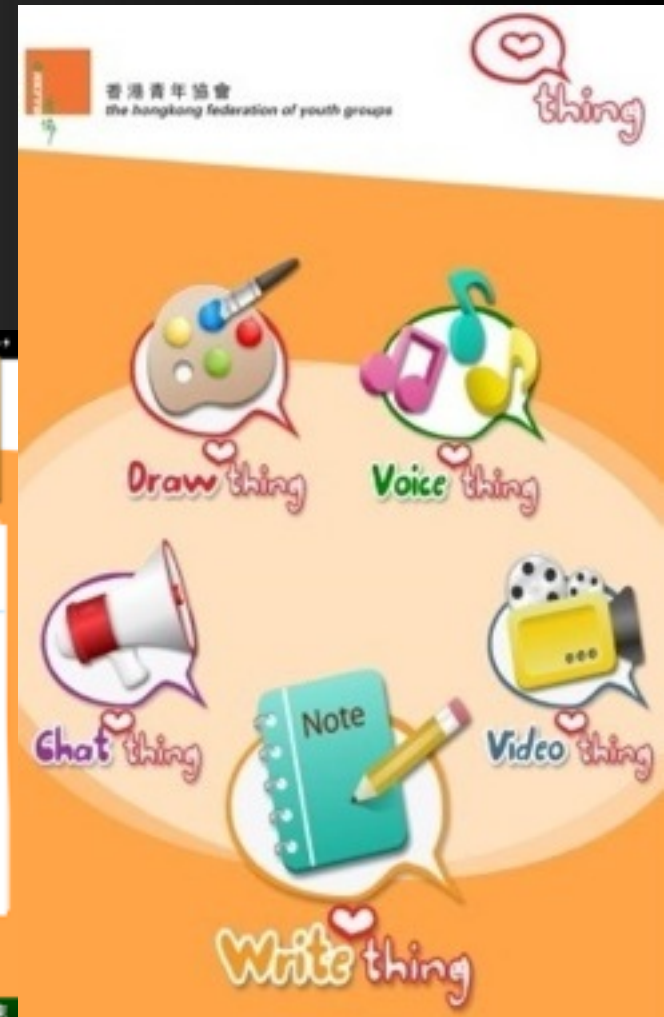 香港青年協會
the hongkong federation of youth groups
thing
Draw thing
Voice thing
Chat thing
Note
Video thing
Write thing